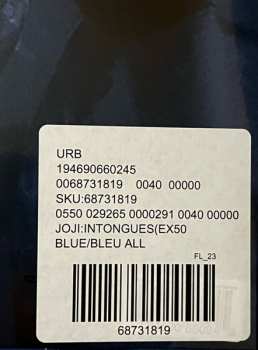 URB
194690660245
0068731819 0040 00000
SKU:68731819
0550 029265 0000291 0040 00000
JOJI:INTONGUES(EX50
BLUE/BLEU ALL
FL_23
68731819